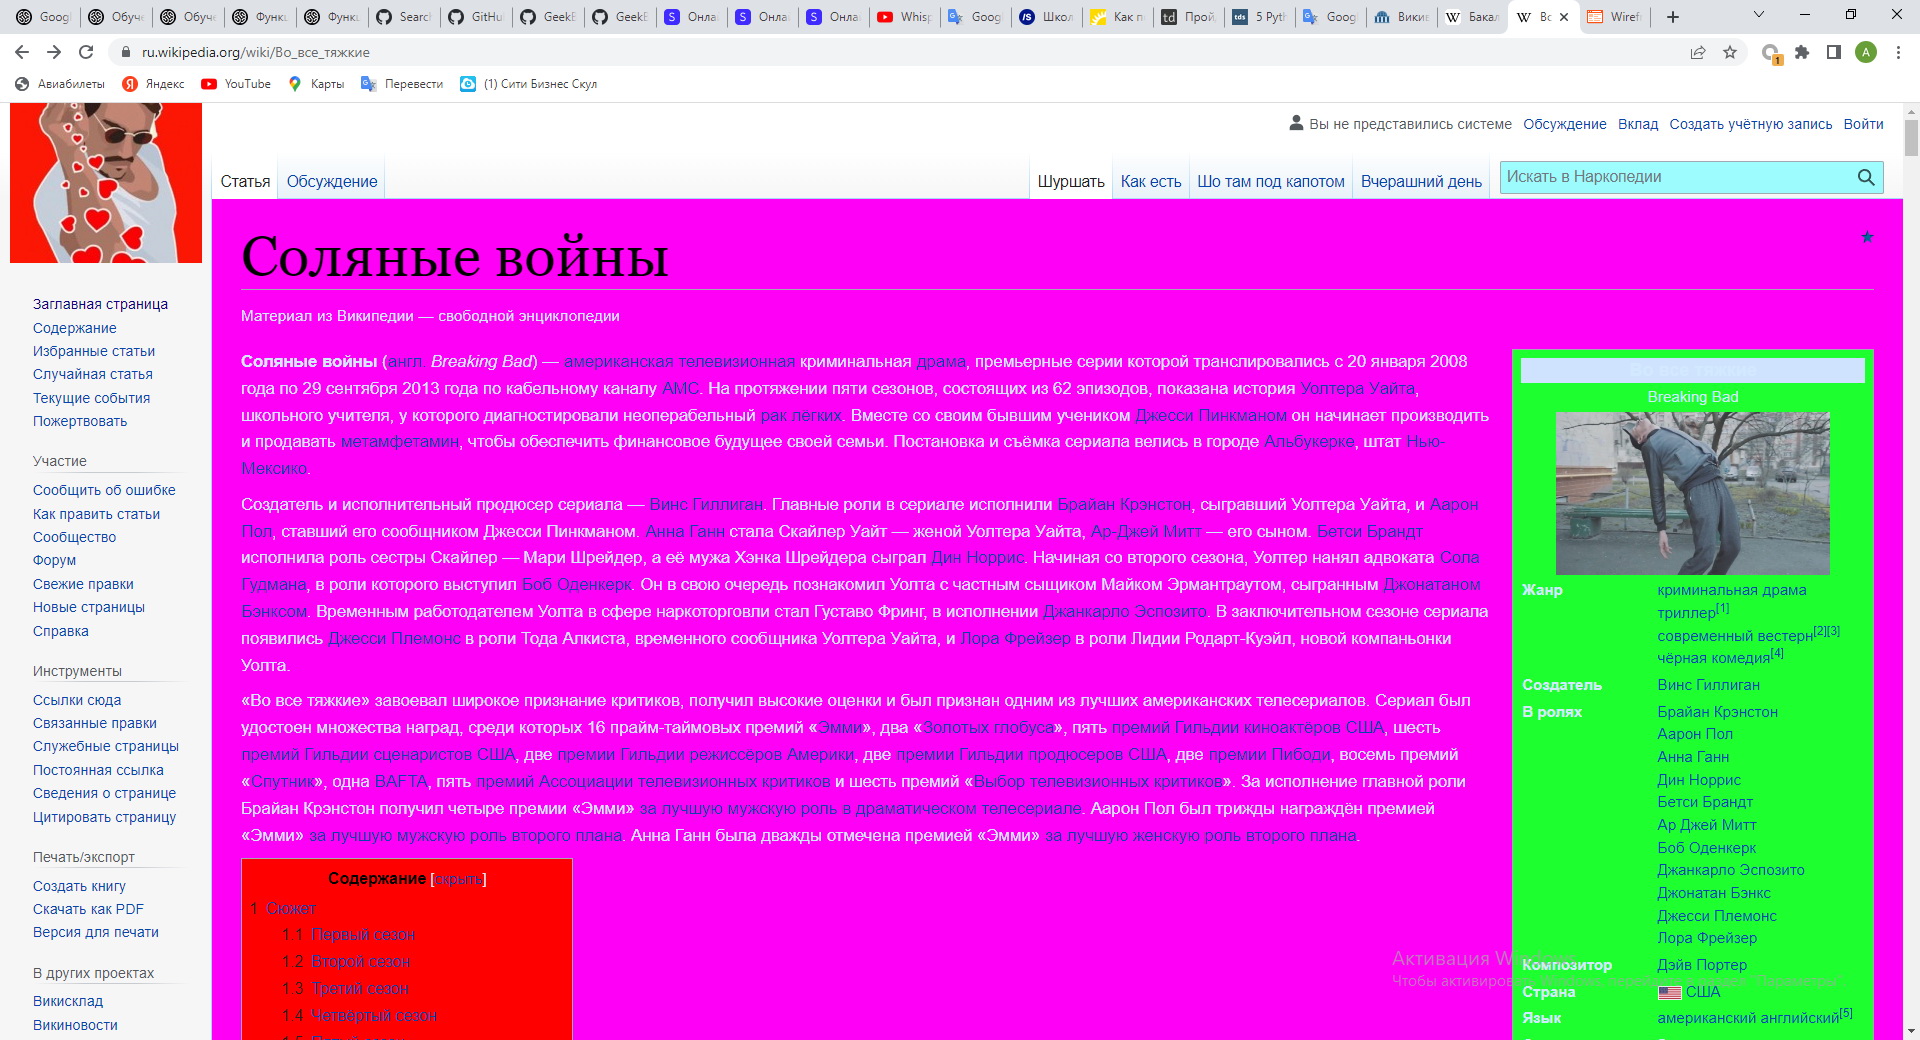 Goog
Обуче
Обуче
Функц
Функц
Searc
GitHu
GeekB
GeekB
Онла
Онла
Онла
Whisp
Goog
Школ
Как п
Прой
5 Pyth
Goog
Викив
Бакал
Во
Wirefr
ru.wikipedia.org/wiki/Во_все_тяжкие
Авиабилеты
Яндекс
YouTube
Карты
Перевести
(1) Сити Бизнес Скул
Вы не представились системе Обсуждение Вклад Создать учётную запись Войти
Статья Обсуждение
Шуршать Как есть Шо там под капотом Вчерашний день
Искать в Наркопедии
Заглавная страница
Содержание
Избранные статьи
Случайная статья
Текущие события
Пожертвовать
Участие
Сообщить об ошибке
Как править статьи
Сообщество
Форум
Свежие правки
Новые страницы
Справка
Инструменты
Ссылки сюда
Связанные правки
Служебные страницы
Постоянная ссылка
Сведения о странице
Цитировать страницу
Печать/экспорт
Создать книгу
Скачать как PDF
Версия для печати
В других проектах
Викисклад
Викиновости
Соляные войны
Материал из Википедии — свободной энциклопедии
Соляные войны (англ. Breaking Bad) — американская телевизионная криминальная драма, премьерные серии которой транслировались с 20 января 2008
года по 29 сентября 2013 года по кабельному каналу AMC. На протяжении пяти сезонов, состоящих из 62 эпизодов, показана история Уолтера Уайта,
школьного учителя, у которого диагностировали неоперабельный рак лёгких. Вместе со своим бывшим учеником Джесси Пинкманом он начинает производить
и продавать метамфетамин, чтобы обеспечить финансовое будущее своей семьи. Постановка и съёмка сериала велись в городе Альбукерке, штат Нью-
Мексико.
Создатель и исполнительный продюсер сериала — Винс Гиллиган. Главные роли в сериале исполнили Брайан Крэнстон, сыгравший Уолтера Уайта, и Аарон
Пол, ставший его сообщником Джесси Пинкманом. Анна Ганн стала Скайлер Уайт — женой Уолтера Уайта, Ар-Джей Митт — его сыном. Бетси Брандт
исполнила роль сестры Скайлер — Мари Шрейдер, а её мужа Хэнка Шрейдера сыграл Дин Норрис. Начиная со второго сезона, Уолтер нанял адвоката Сола
Гудмана, в роли которого выступил Боб Оденкерк. Он в свою очередь познакомил Уолта с частным сыщиком Майком Эрмантраутом, сыгранным Джонатаном
Бэнксом. Временным работодателем Уолта в сфере наркоторговли стал Густаво Фринг, в исполнении Джанкарло Эспозито. В заключительном сезоне сериала
появились Джесси Племонс в роли Тода Алкиста, временного сообщника Уолтера Уайта, и Лора Фрейзер в роли Лидии Родарт-Куэйл, новой компаньонки
Уолта.
«Во все тяжкие» завоевал широкое признание критиков, получил высокие оценки и был признан одним из лучших американских телесериалов. Сериал был
удостоен множества наград, среди которых 16 прайм-таймовых премий «Эмми», два «Золотых глобуса», пять премий Гильдии киноактёров США, шесть
премий Гильдии сценаристов США, две премии Гильдии режиссёров Америки, две премии Гильдии продюсеров США, две премии Пибоди, восемь премий
«Спутник», одна BAFTA, пять премий Ассоциации телевизионных критиков и шесть премий «Выбор телевизионных критиков». За исполнение главной роли
Брайан Крэнстон получил четыре премии «Эмми» за лучшую мужскую роль в драматическом телесериале. Аарон Пол был трижды награждён премией
«Эмми» за лучшую мужскую роль второго плана. Анна Ганн была дважды отмечена премией «Эмми» за лучшую женскую роль второго плана.
Содержание [скрыть]
1 Сюжет
1.1 Первый сезон
1.2 Второй сезон
1.3 Третий сезон
1.4 Четвёртый сезон
1.5 Пятый сезон
Во все тяжкие
Breaking Bad
Жанр криминальная драма
триллер[1]
современный вестерн[2][3]
чёрная комедия[4]
Создатель Винс Гиллиган
В ролях Брайан Крэнстон
Аарон Пол
Анна Ганн
Дин Норрис
Бетси Брандт
Ар Джей Митт
Боб Оденкерк
Джанкарло Эспозито
Джонатан Бэнкс
Джесси Племонс
Лора Фрейзер
Композитор Дэйв Портер
Страна США
Язык американский английский[5]
Активация W
Чтобы активиров